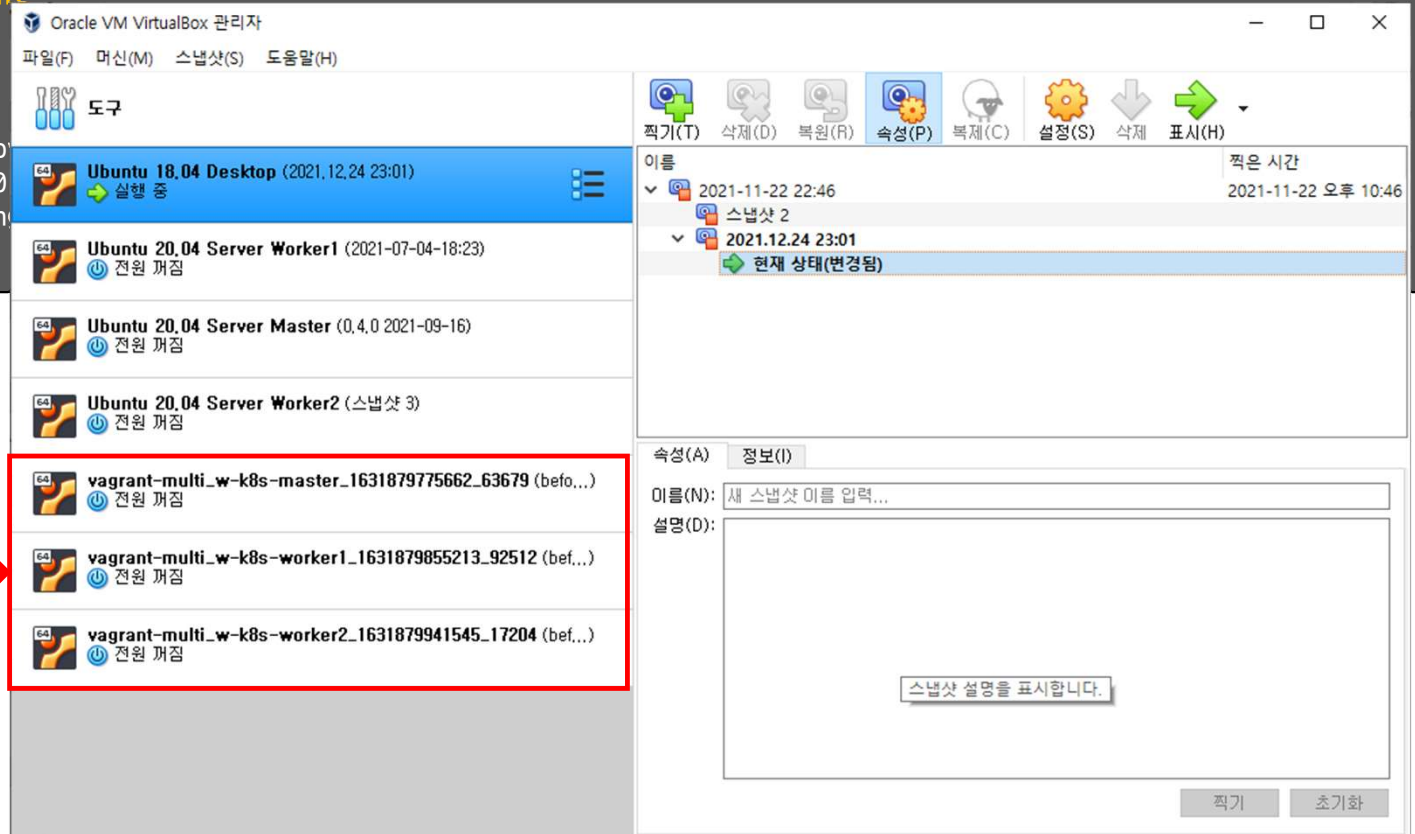 Oracle VM VirtualBox 관리자
파일(F) 머신(M) 스냅샷(S) 도움말(H)
도구
찍기(T) 삭제(D) 복원(R) 속성(P) 복제(C) 설정(S) 삭제 표시(H)
64 Ubuntu 18.04 Desktop (2021.12.24 23:01)
실행 중
64 Ubuntu 20.04 Server Worker1 (2021-07-04-18:23)
전원 꺼짐
64 Ubuntu 20.04 Server Master (0.4.0 2021-09-16)
전원 꺼짐
64 Ubuntu 20.04 Server Worker2 (스냅샷 3)
전원 꺼짐
64 vagrant-multi_w-k8s-master_1631879775662_63679 (befo...)
전원 꺼짐
64 vagrant-multi_w-k8s-worker1_1631879855213_92512 (bef...)
전원 꺼짐
64 vagrant-multi_w-k8s-worker2_1631879941545_17204 (bef...)
전원 꺼짐
이름 찍은 시간
2021-11-22 22:46 2021-11-22 오후 10:46
스냅샷 2
2021.12.24 23:01
현재 상태(변경됨)
속성(A) 정보(I)
이름(N): 새 스냅샷 이름 입력...
설명(D):
스냅샷 설명을 표시합니다.
찍기 초기화